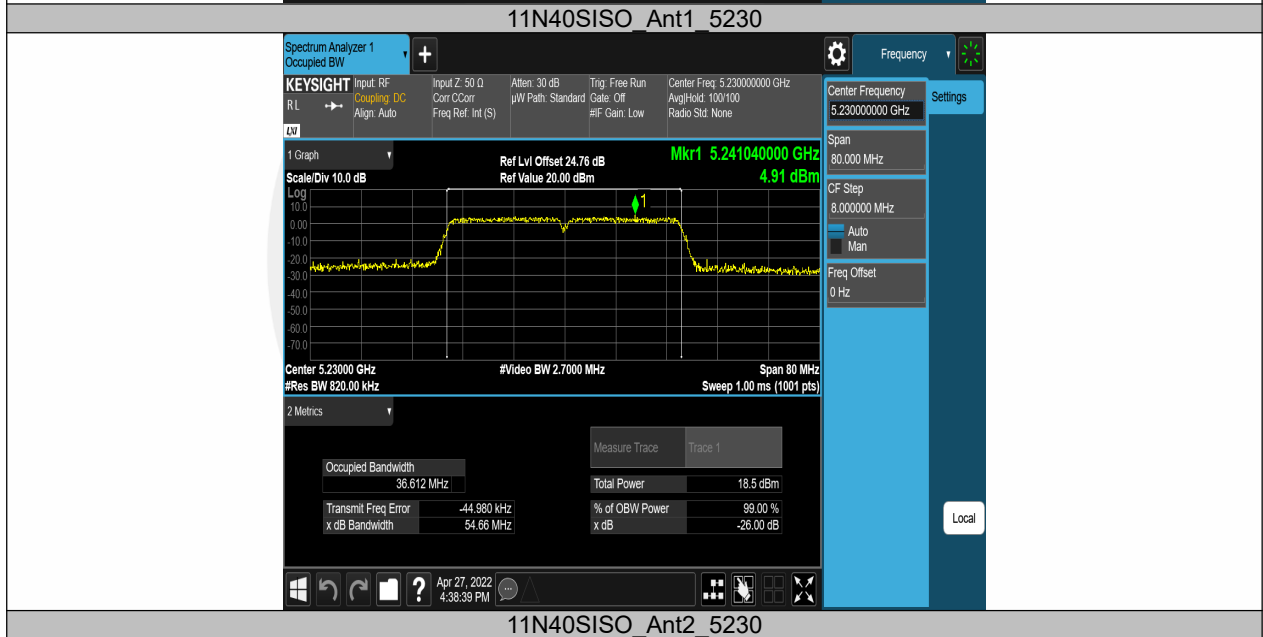 11N40SISO_Ant1_5230
Spectrum Analyzer 1
Occupied BW
+
Frequency
KEYSIGHT
RL
LXI
Input: RF
Coupling: DC
Align: Auto
Input Z: 50 Ω
Corr CCorr
Freq Ref: Int (S)
Atten: 30 dB
µW Path: Standard
Trig: Free Run
Gate: Off
#IF Gain: Low
Center Freq: 5.230000000 GHz
Avg|Hold: 100/100
Radio Std: None
Center Frequency
5.230000000 GHz
Settings
Span
80.000 MHz
CF Step
8.000000 MHz
Auto
Man
Freq Offset
0 Hz
1 Graph
Scale/Div 10.0 dB
Ref Lvl Offset 24.76 dB
Ref Value 20.00 dBm
Mkr1 5.241040000 GHz
4.91 dBm
Log
10.0
0.00
-10.0
-20.0
-30.0
-40.0
-50.0
-60.0
-70.0
1
Center 5.23000 GHz
#Video BW 2.7000 MHz
Span 80 MHz
#Res BW 820.00 kHz
Sweep 1.00 ms (1001 pts)
2 Metrics
Measure Trace Trace 1
Occupied Bandwidth
36.612 MHz
Total Power 18.5 dBm
Transmit Freq Error -44.980 kHz
% of OBW Power 99.00 %
x dB Bandwidth 54.66 MHz
x dB -26.00 dB
Local
?
Apr 27, 2022
4:38:39 PM
11N40SISO_Ant2_5230